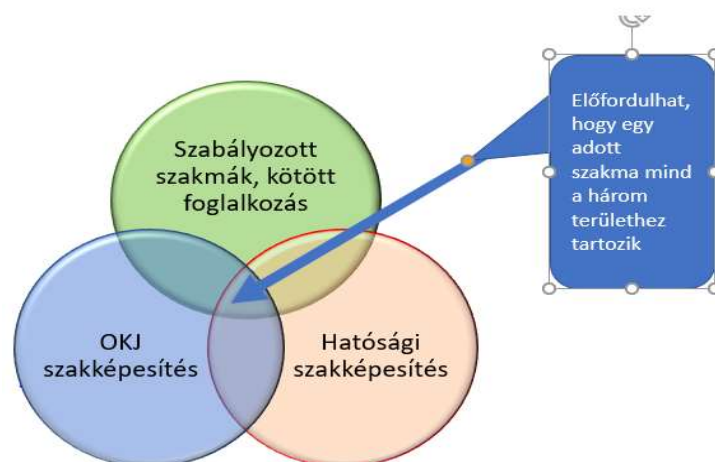 Szabályozott
szakmák, kötött
foglalkozás
OKJ
szakképesítés
Hatósági
szakképesítés
Előfordulhat,
hogy egy
adott
szakma mind
a három
területhez
tartozik